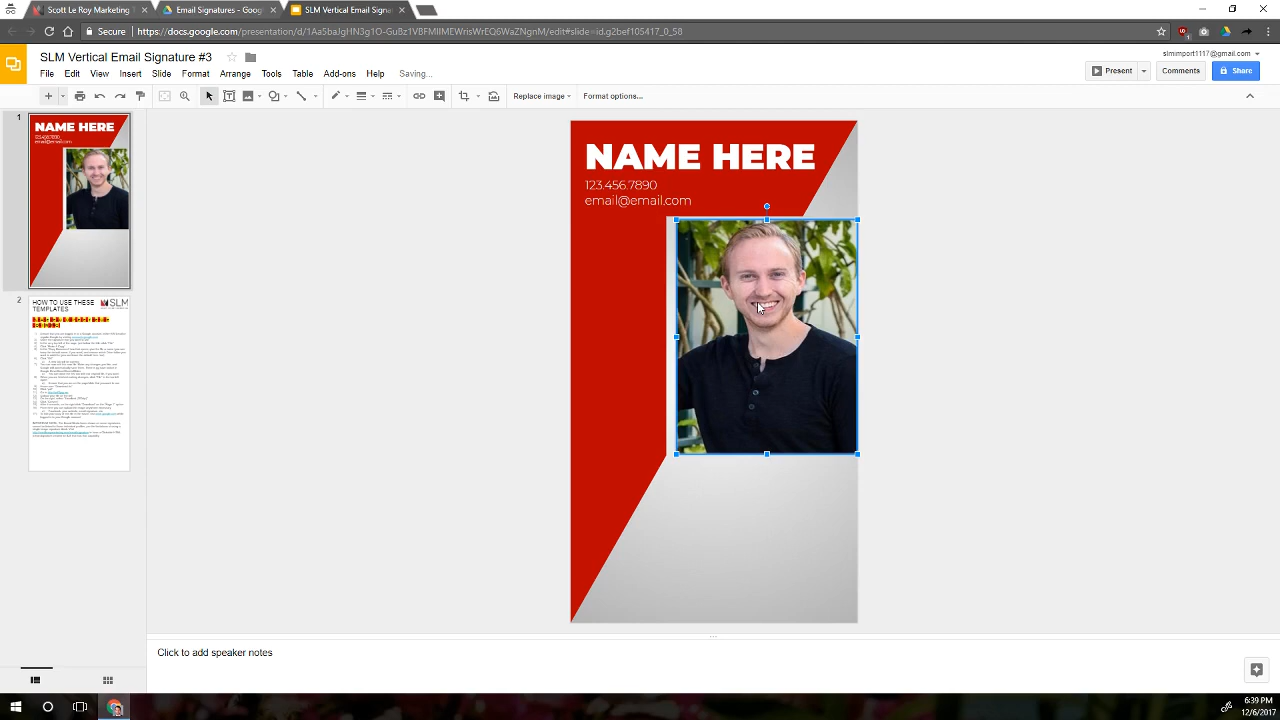 Scott Le Roy Marketing
Email Signatures - Goog
SLM Vertical Email Signa
Secure
https://docs.google.com/presentation/d/1Aa5baJgHN3g1O-Gu8z1VBFMIIMEWrisWrEQ6WaZNgnM/edit#slide=id.g2bef105417_0_58
SLM Vertical Email Signature #3
slmimport1117@gmail.com
File Edit View Insert Slide Format Arrange Tools Table Add-ons Help Saving...
Present
Comments
Share
Replace image
Format options...
1
NAME HERE
123.456.7890
email@email.com
2
HOW TO USE THESE
TEMPLATES
SLM
NAME HERE
123.456.7890
email@email.com
Click to add speaker notes
6:39 PM
12/6/2017